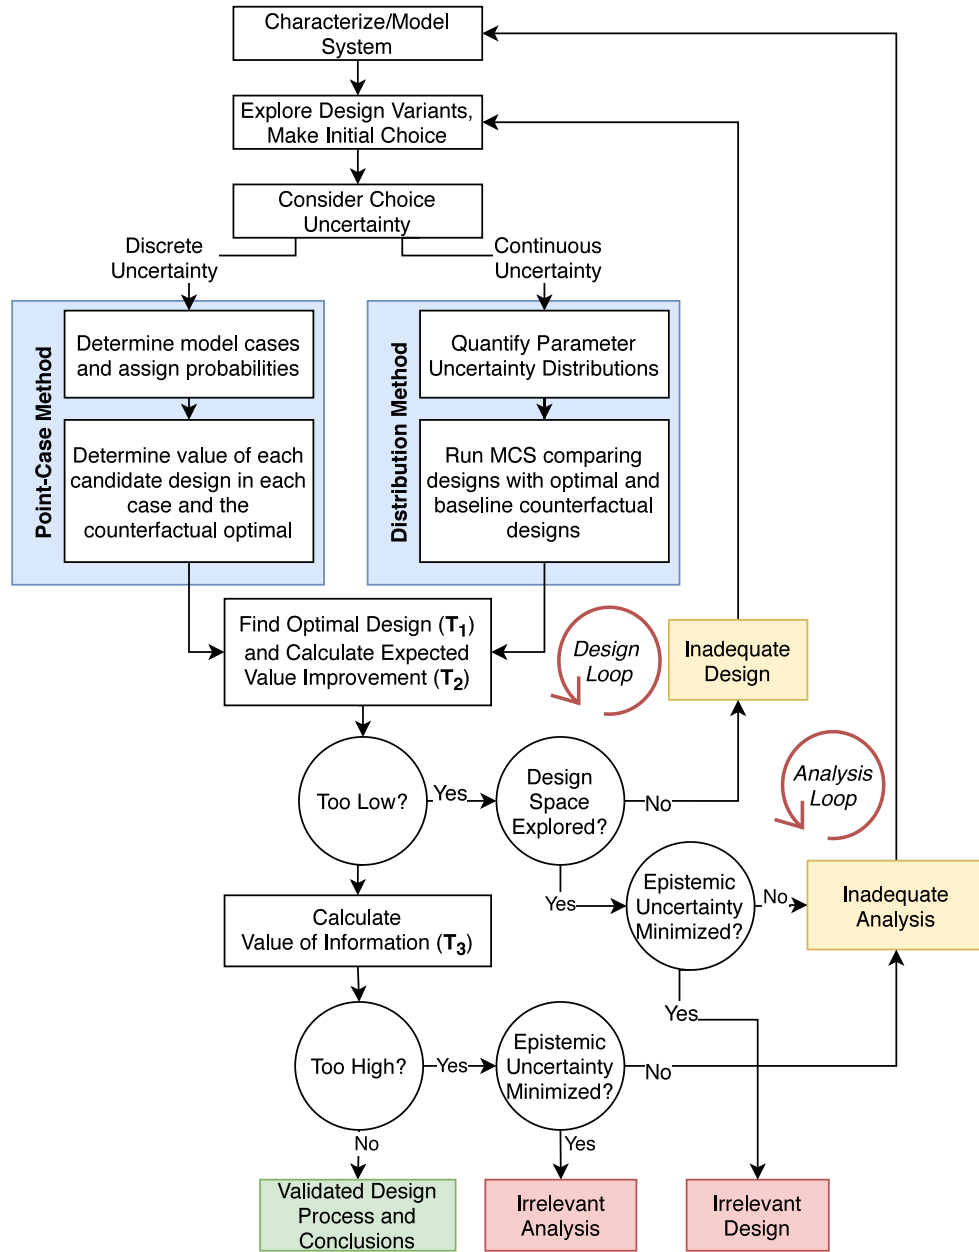 Characterize/Model
System
Explore Design Variants,
Make Initial Choice
Consider Choice
Uncertainty
Discrete
Uncertainty
Continuous
Uncertainty
Point-Case Method
Determine model cases
and assign probabilities
Determine value of each
candidate design in each
case and the
counterfactual optimal
Distribution Method
Quantify Parameter
Uncertainty Distributions
Run MCS comparing
designs with optimal and
baseline counterfactual
designs
Find Optimal Design (T1)
and Calculate Expected
Value Improvement (T2)
Design
Loop
Inadequate
Design
Too Low?
Yes
Design
Space
Explored?
No
Analysis
Loop
Yes
Epistemic
Uncertainty
Minimized?
No
Inadequate
Analysis
Calculate
Value of Information (T3)
Yes
Too High?
Yes
Epistemic
Uncertainty
Minimized?
No
No
Yes
Validated Design
Process and
Conclusions
Irrelevant
Analysis
Irrelevant
Design